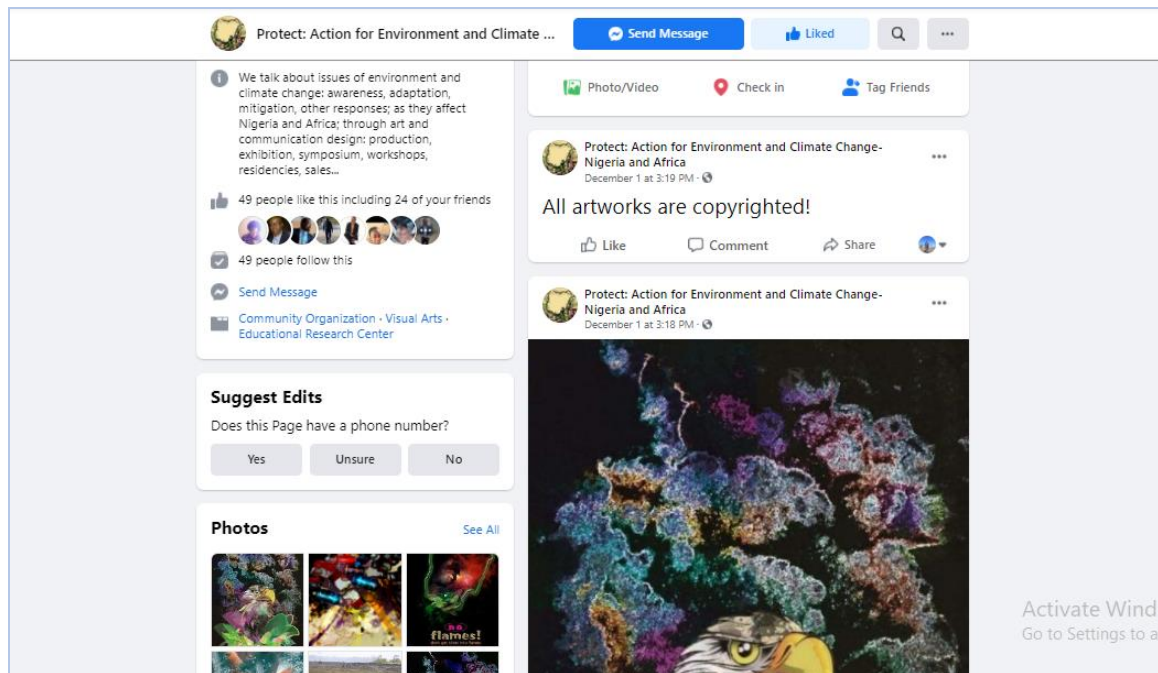 Protect: Action for Environment and Climate ...
Send Message
Liked
We talk about issues of environment and
climate change: awareness, adaptation,
mitigation, other responses; as they affect
Nigeria and Africa; through art and
communication design: production,
exhibition, symposium, workshops,
residencies, sales...
49 people like this including 24 of your friends
49 people follow this
Send Message
Community Organization · Visual Arts ·
Educational Research Center
Suggest Edits
Does this Page have a phone number?
Yes
Unsure
No
Photos
See All
no
flames!
Photo/Video
Check in
Tag Friends
Protect: Action for Environment and Climate Change-
Nigeria and Africa
December 1 at 3:19 PM ·
All artworks are copyrighted!
Like
Comment
Share
Protect: Action for Environment and Climate Change-
Nigeria and Africa
December 1 at 3:18 PM ·
Activate Wind
Go to Settings to a